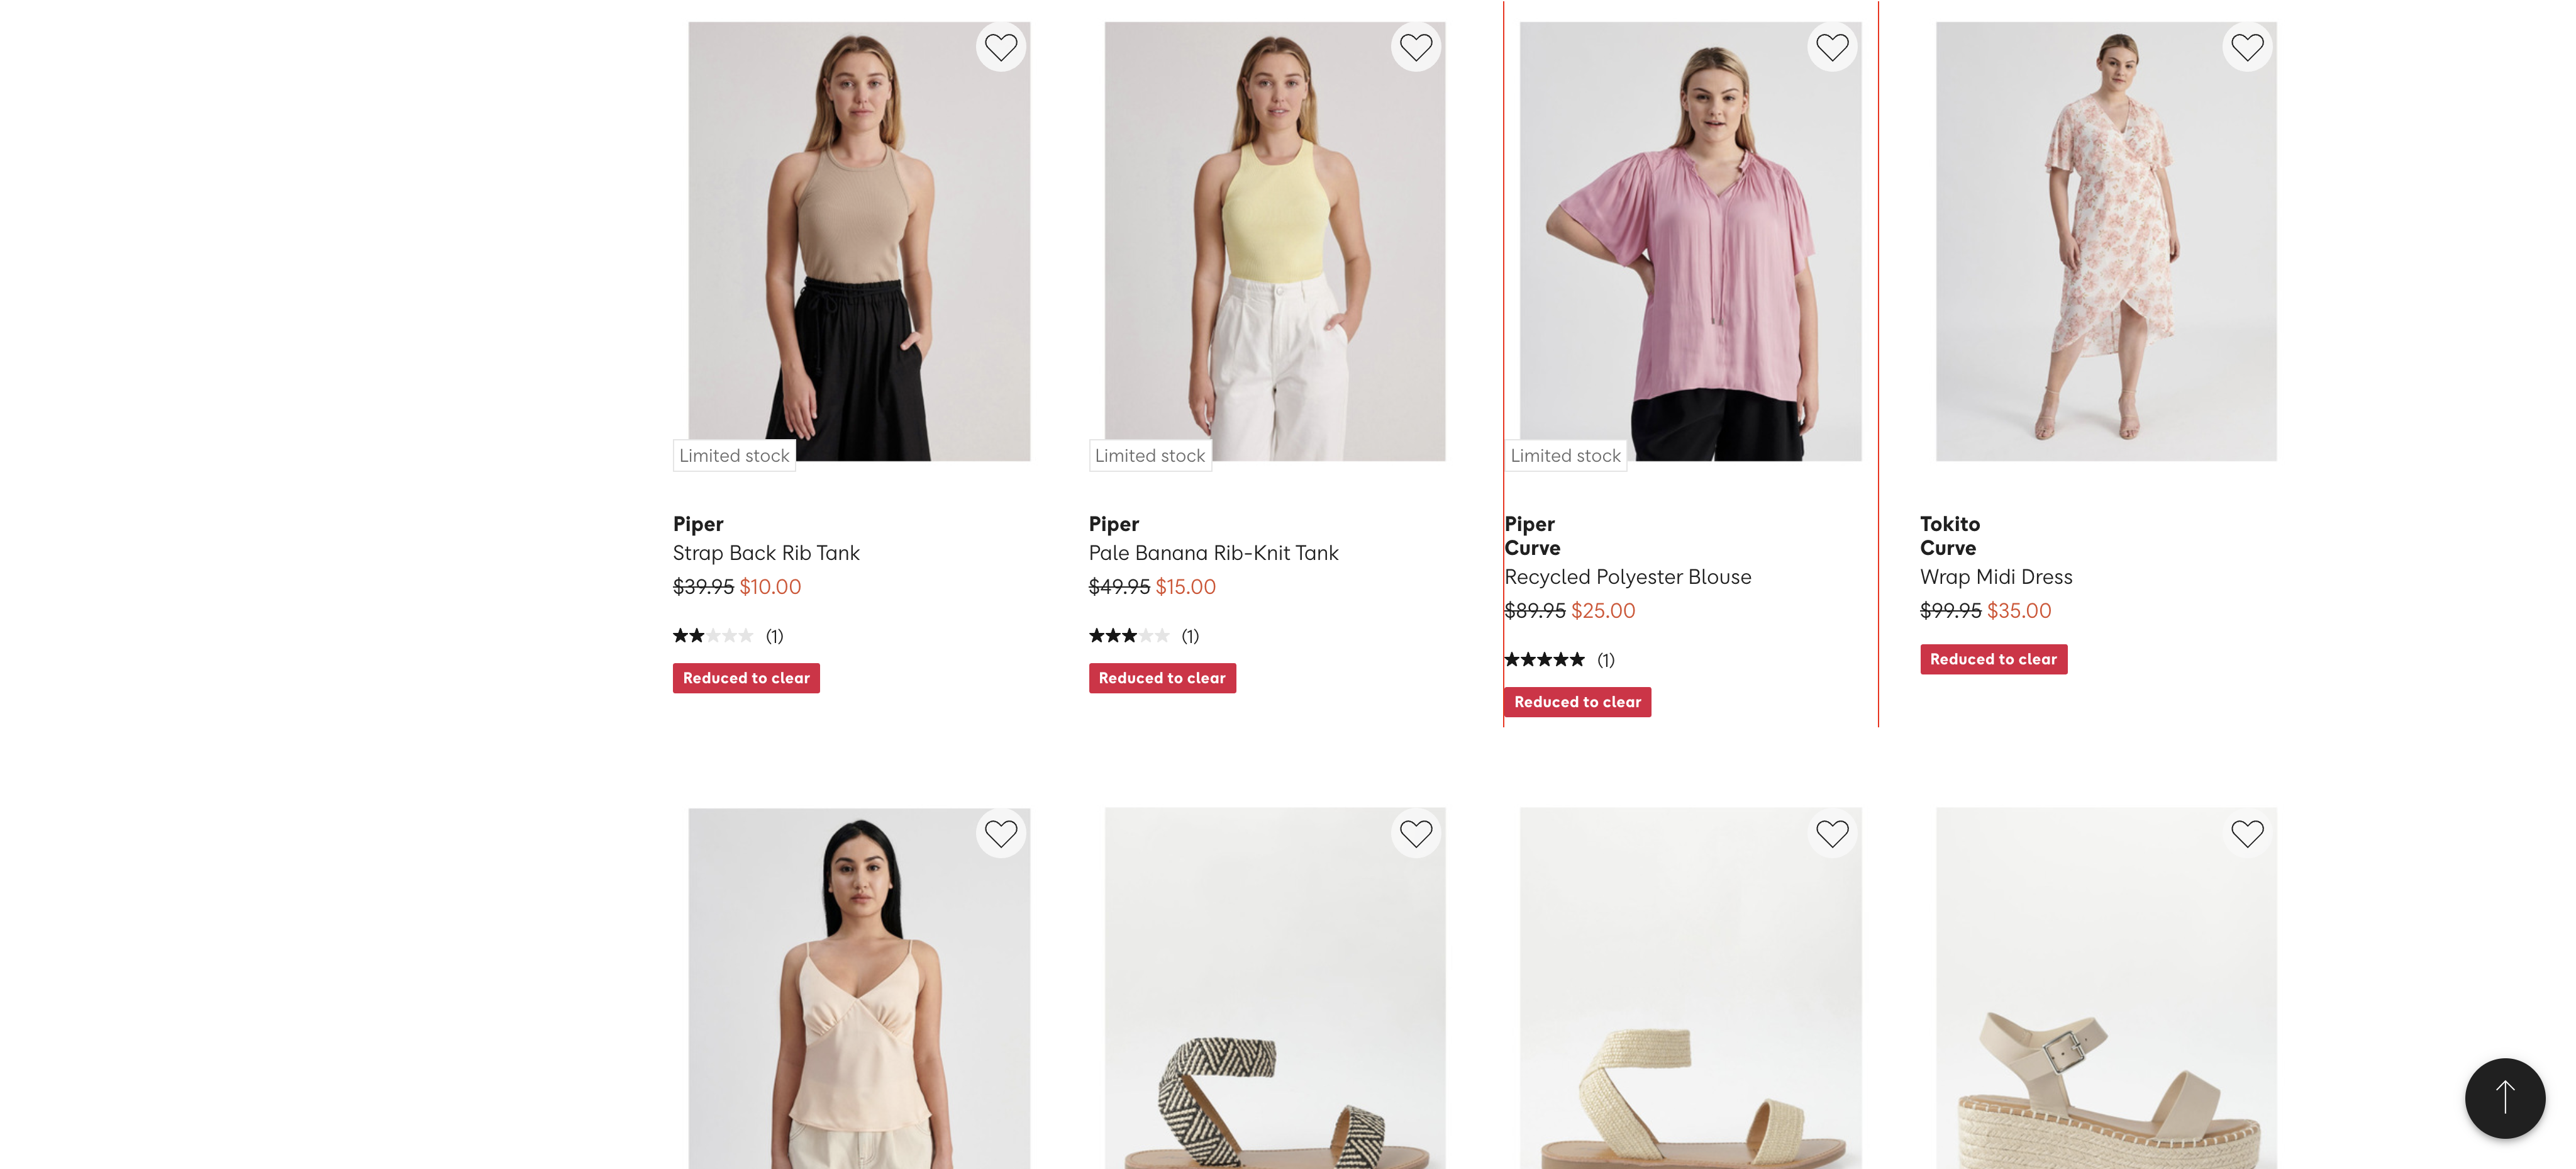 Limited stock
Piper
Strap Back Rib Tank
$39.95 $10.00
(1)
Reduced to clear
Limited stock
Piper
Pale Banana Rib-Knit Tank
$49.95 $15.00
(1)
Reduced to clear
Limited stock
Piper
Curve
Recycled Polyester Blouse
$89.95 $25.00
(1)
Reduced to clear
Tokito
Curve
Wrap Midi Dress
$99.95 $35.00
Reduced to clear